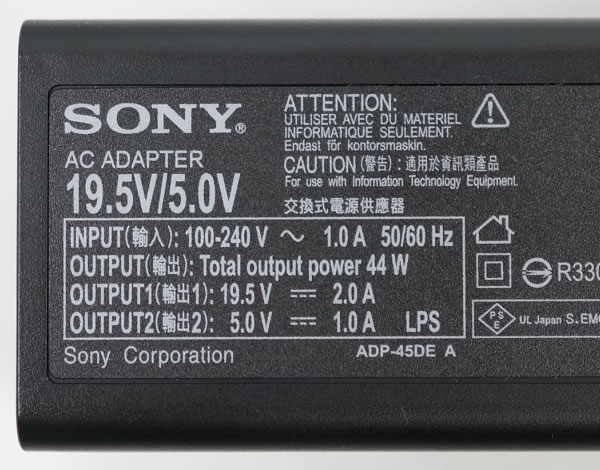 SONY®
AC ADAPTER
19.5V/5.0V
ATTENTION:
UTILISER AVEC DU MATERIEL
INFORMATIQUE SEULEMENT.
Endast för kontorsmaskin.
CAUTION (警告) : 適用於資訊類產品
For use with Information Technology Equipment.
交換式電源供應器
INPUT(輸入): 100-240 V ～ 1.0 A 50/60 Hz
OUTPUT(輸出): Total output power 44 W
OUTPUT1(輸出1): 19.5 V ⎓ 2.0 A
OUTPUT2(輸出2): 5.0 V ⎓ 1.0 A LPS
Sony Corporation
ADP-45DE A
R330
PSE
UL Japan S.EMC